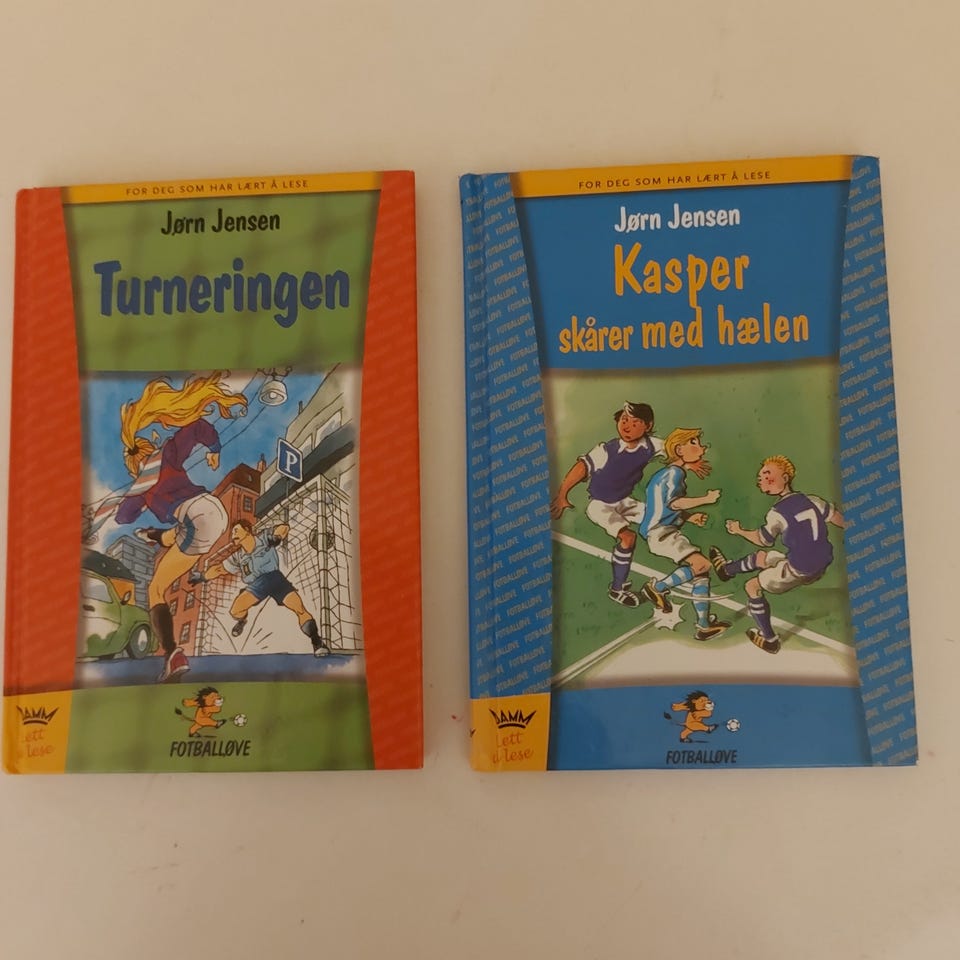 FOR DEG SOM HAR LÆRT Å LESE
Jørn Jensen
Turneringen
P
DAMM
Lett
å lese
FOTBALLØVE
FOR DEG SOM HAR LÆRT Å LESE
Jørn Jensen
Kasper
skårer med hælen
7
DAMM
Lett
å lese
FOTBALLØVE